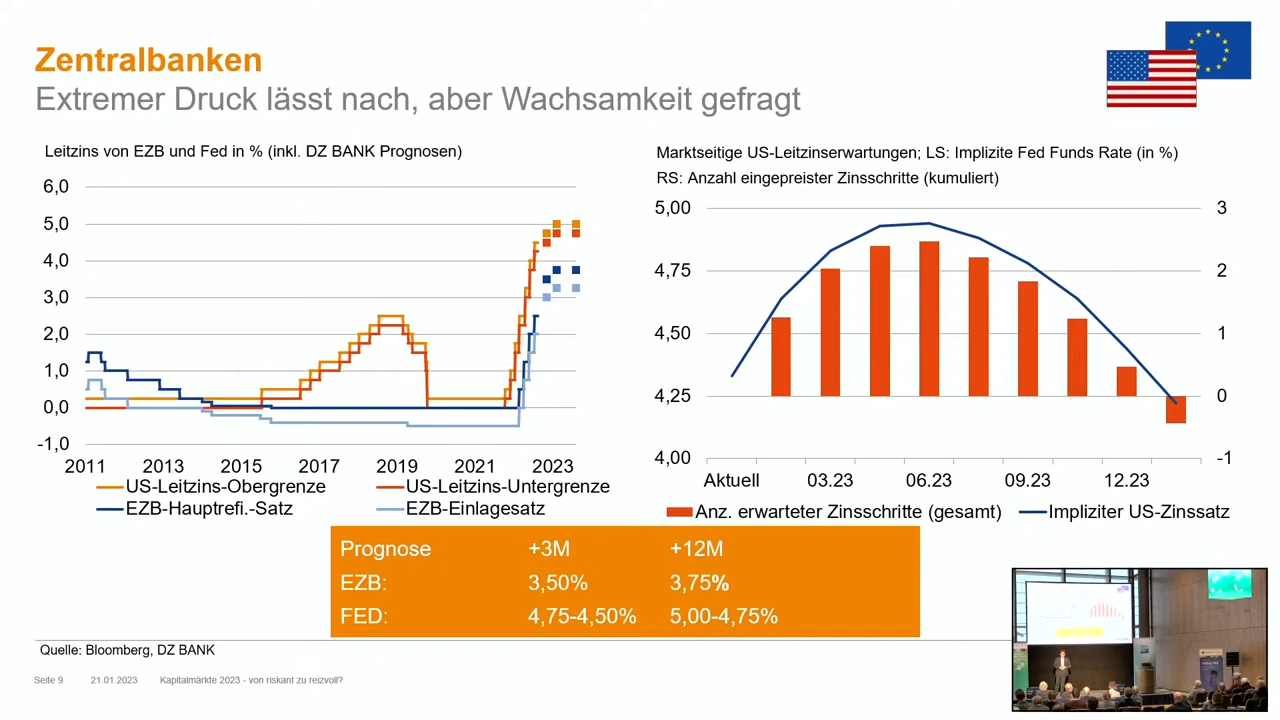 Zentralbanken
Extremer Druck lässt nach, aber Wachsamkeit gefragt
Leitzins von EZB und Fed in % (inkl. DZ BANK Prognosen)
6,0
5,0
4,0
3,0
2,0
1,0
0,0
-1,0
2011 2013 2015 2017 2019 2021 2023
US-Leitzins-Obergrenze US-Leitzins-Untergrenze
EZB-Hauptrefi.-Satz EZB-Einlagesatz
Marktseitige US-Leitzinserwartungen; LS: Implizite Fed Funds Rate (in %)
RS: Anzahl eingepreister Zinsschritte (kumuliert)
5,00 3
4,75 2
4,50 1
4,25 0
4,00 -1
Aktuell 03.23 06.23 09.23 12.23
Anz. erwarteter Zinsschritte (gesamt) Impliziter US-Zinssatz
Prognose +3M +12M
EZB: 3,50% 3,75%
FED: 4,75-4,50% 5,00-4,75%
Quelle: Bloomberg, DZ BANK
Seite 9 21.01.2023 Kapitalmärkte 2023 - von riskant zu reizvoll?